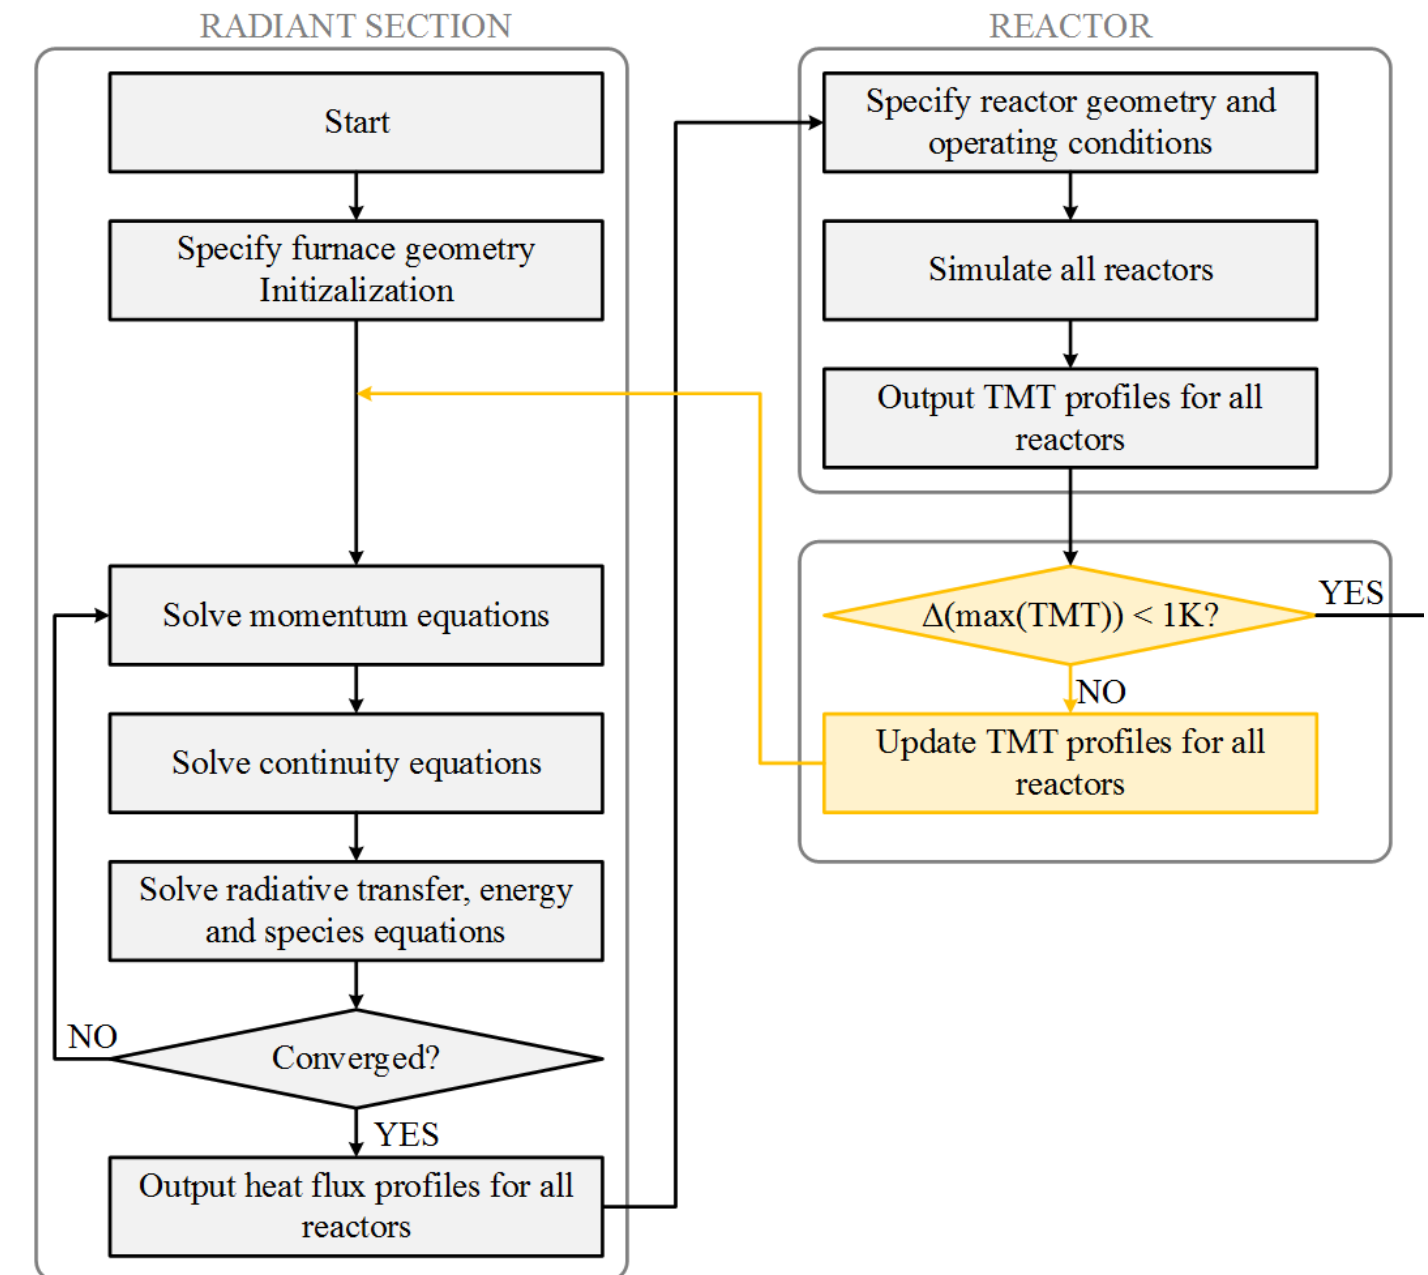 RADIANT SECTION
Start
Specify furnace geometry
Initizalization
Solve momentum equations
Solve continuity equations
Solve radiative transfer, energy
and species equations
Converged?
NO
YES
Output heat flux profiles for all
reactors
REACTOR
Specify reactor geometry and
operating conditions
Simulate all reactors
Output TMT profiles for all
reactors
Δ(max(TMT)) < 1K?
YES
NO
Update TMT profiles for all
reactors